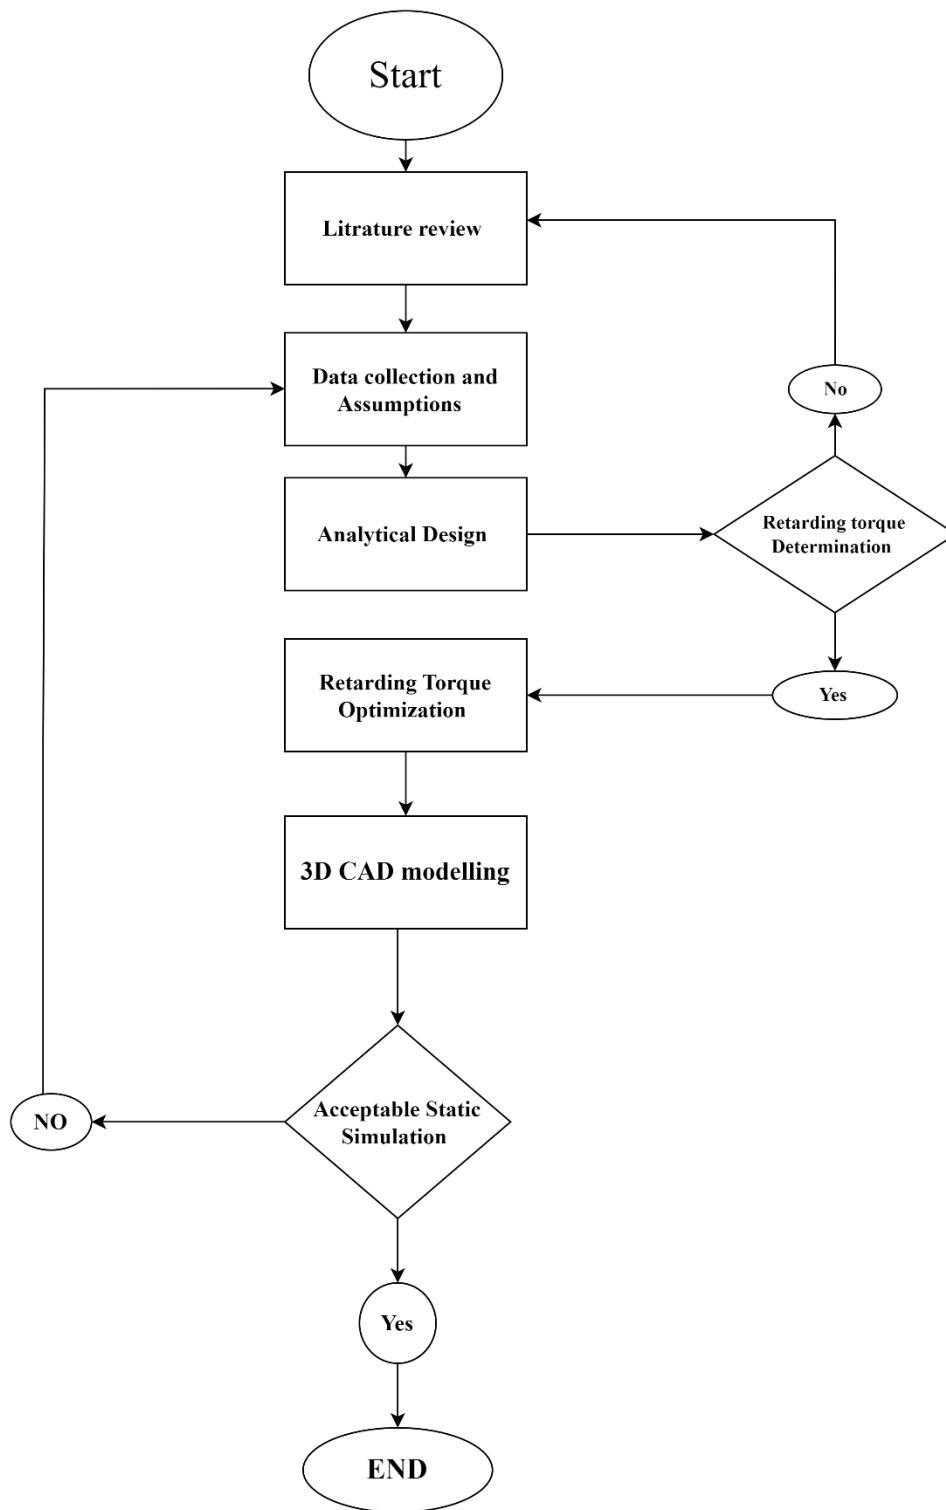 Start
Litrature review
Data collection and
Assumptions
No
Analytical Design
Retarding torque
Determination
Retarding Torque
Optimization
Yes
3D CAD modelling
Acceptable Static
Simulation
NO
Yes
END